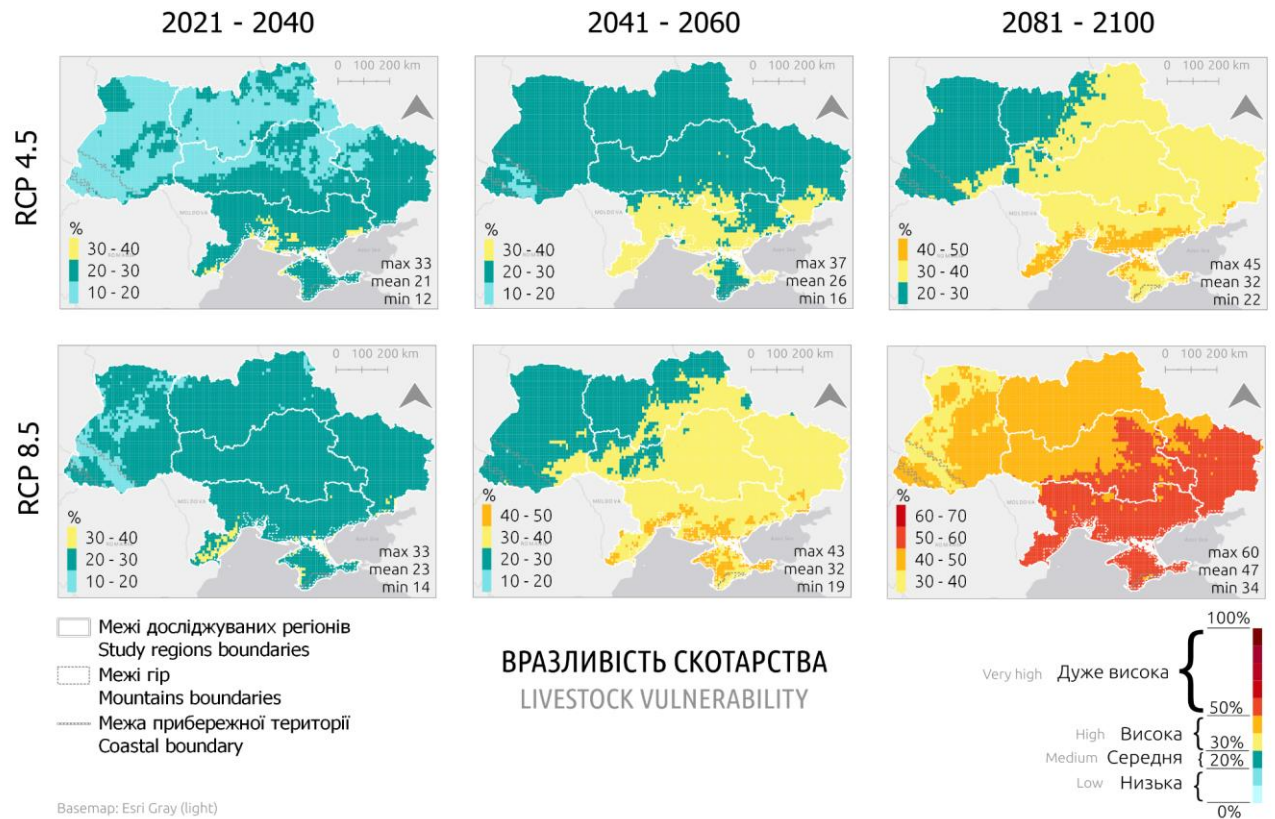 2021 - 2040
2041 - 2060
2081 - 2100
RCP 4.5
0 100 200 km
MOLDOVA
%
30 - 40
20 - 30
10 - 20
max 33
mean 21
min 12
0 100 200 km
MOLDOVA
%
30 - 40
20 - 30
10 - 20
max 37
mean 26
min 16
0 100 200 km
MOLDOVA
%
40 - 50
30 - 40
20 - 30
max 45
mean 32
min 22
RCP 8.5
0 100 200 km
MOLDOVA
%
30 - 40
20 - 30
10 - 20
max 33
mean 23
min 14
0 100 200 km
MOLDOVA
%
40 - 50
30 - 40
20 - 30
max 43
mean 32
min 19
0 100 200 km
MOLDOVA
%
60 - 70
50 - 60
40 - 50
30 - 40
max 60
mean 47
min 34
Межі досліджуваних регіонів
Study regions boundaries
Межі гір
Mountains boundaries
Межа прибережної території
Coastal boundary
ВРАЗЛИВІСТЬ СКОТАРСТВА
LIVESTOCK VULNERABILITY
100%
Very high Дуже висока
50%
High Висока
30%
Medium Середня
20%
Low Низька
0%
Basemap: Esri Gray (light)